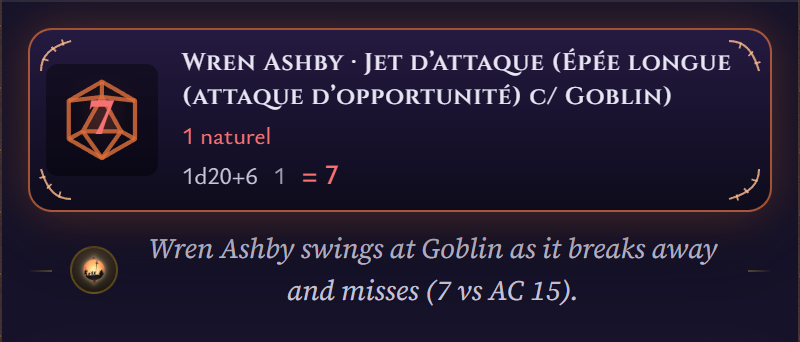 Wren Ashby · Jet d’attaque (Épée longue
(attaque d’opportunité) c/ Goblin)
7
1 naturel
1d20+6 1 = 7
Wren Ashby swings at Goblin as it breaks away
and misses (7 vs AC 15).